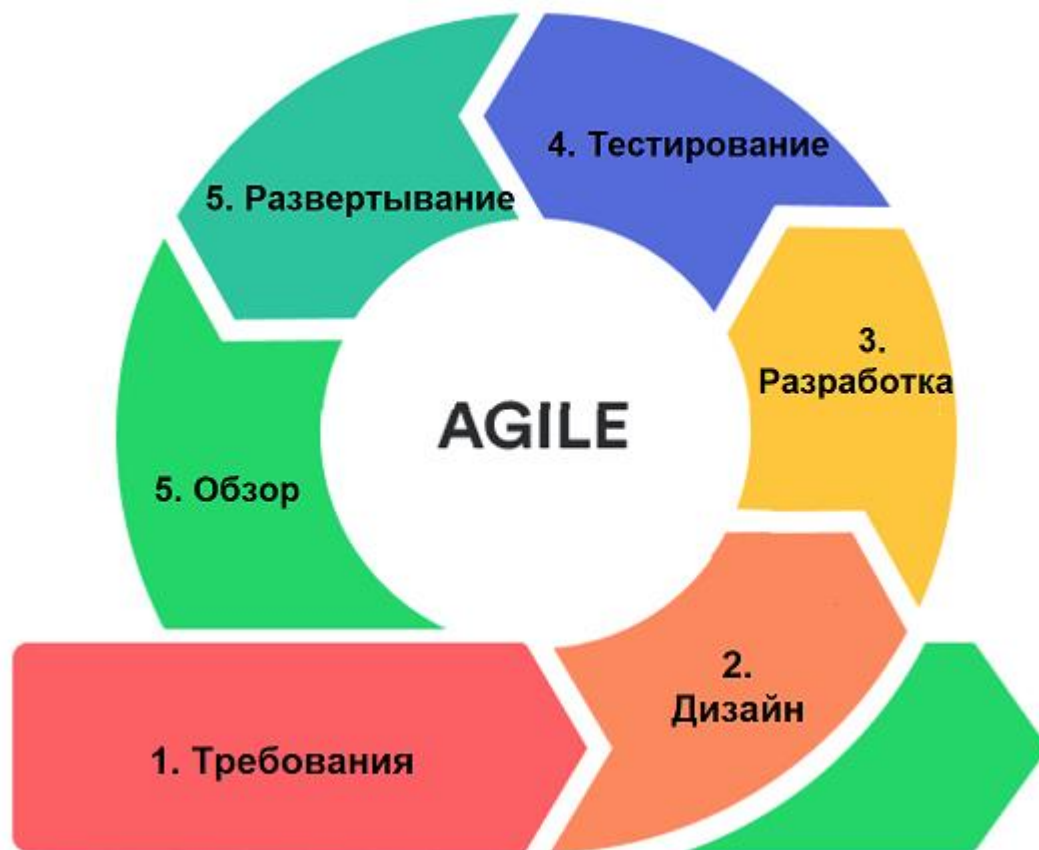 4. Тестирование
5. Развертывание
3.
Разработка
AGILE
5. Обзор
2.
Дизайн
1. Требования